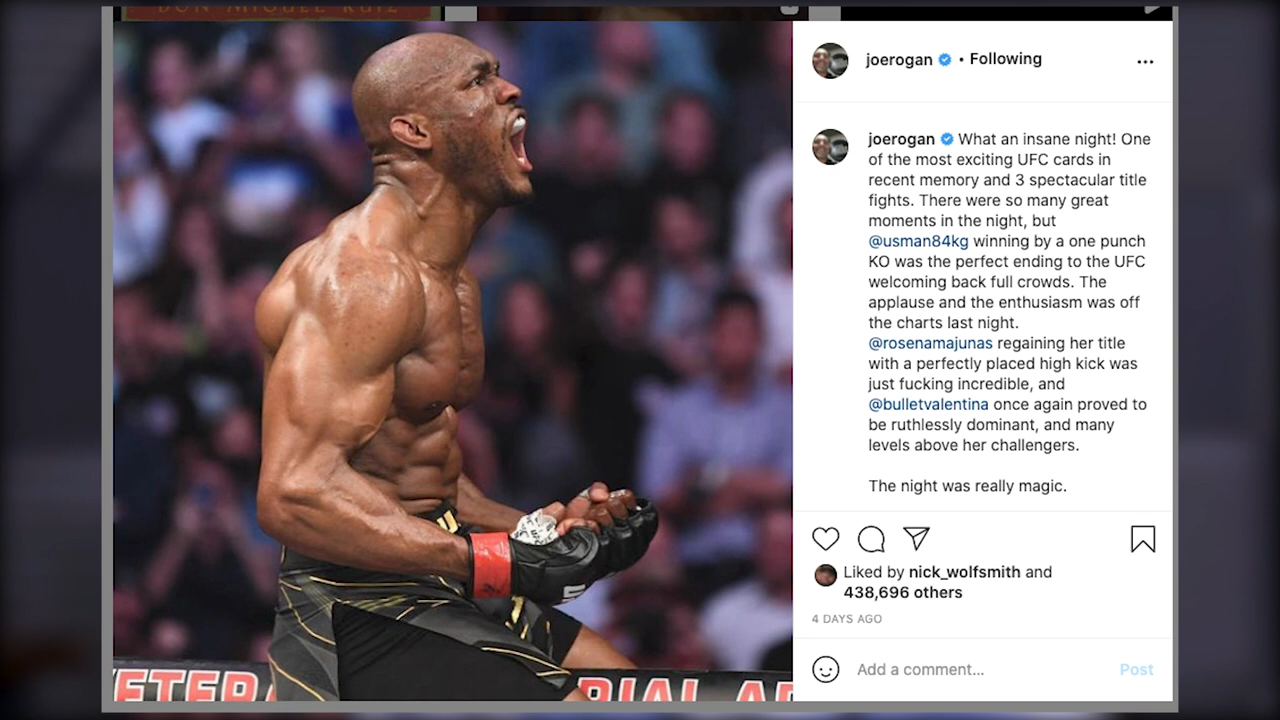 DON MIGUEL RUIZ
joerogan • Following
joerogan What an insane night! One
of the most exciting UFC cards in
recent memory and 3 spectacular title
fights. There were so many great
moments in the night, but
@usman84kg winning by a one punch
KO was the perfect ending to the UFC
welcoming back full crowds. The
applause and the enthusiasm was off
the charts last night.
@rosenamajunas regaining her title
with a perfectly placed high kick was
just fucking incredible, and
@bulletvalentina once again proved to
be ruthlessly dominant, and many
levels above her challengers.
The night was really magic.
Liked by nick_wolfsmith and
438,696 others
4 DAYS AGO
Add a comment... Post